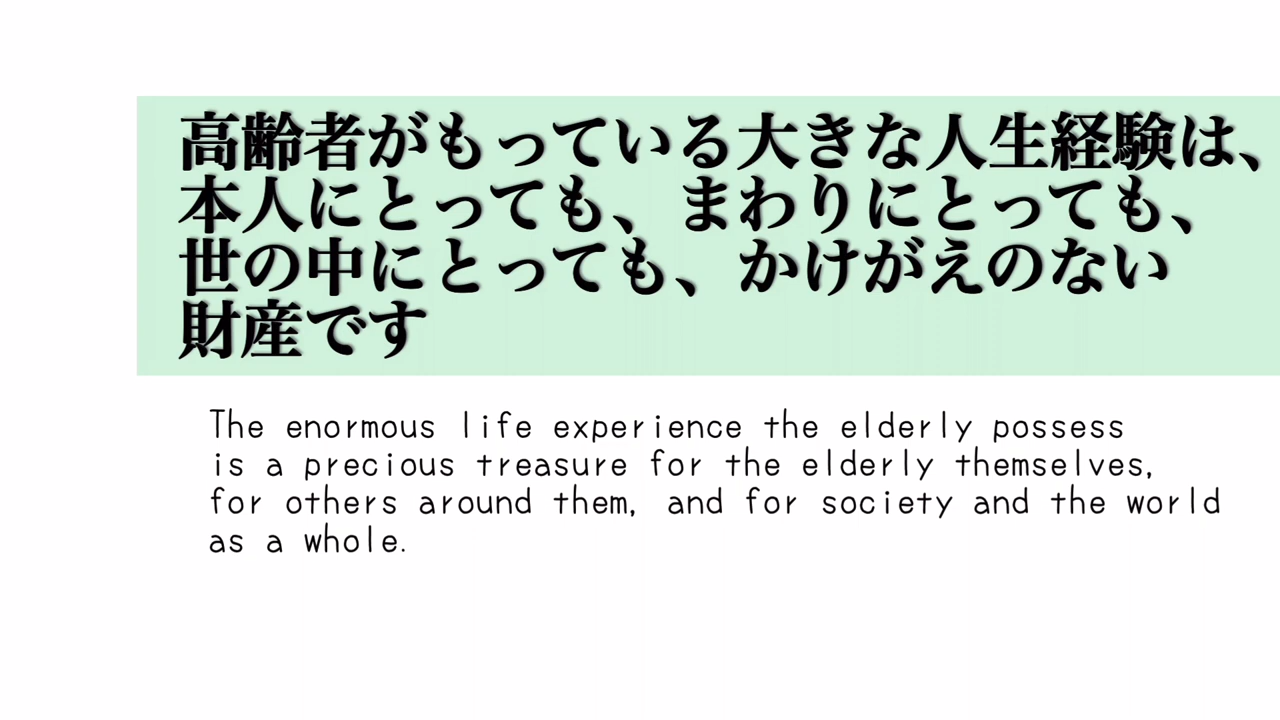 高齢者がもっている大きな人生経験は、
本人にとっても、まわりにとっても、
世の中にとっても、かけがえのない
財産です
The enormous life experience the elderly possess
is a precious treasure for the elderly themselves,
for others around them, and for society and the world
as a whole.